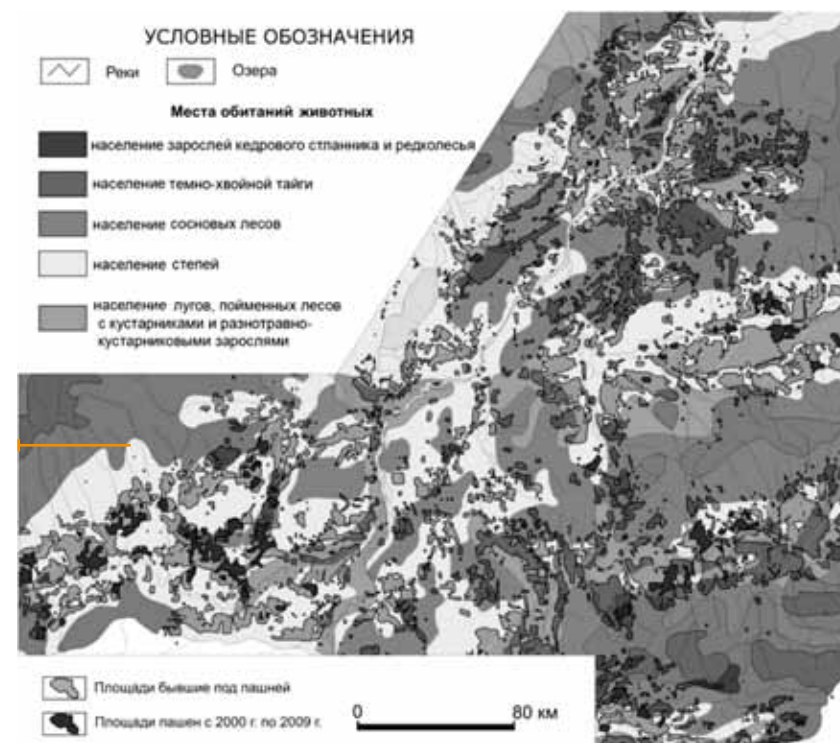 УСЛОВНЫЕ ОБОЗНАЧЕНИЯ
Реки
Озера
Места обитаний животных
население зарослей кедрового стланника и редколесья
население темно-хвойной тайги
население сосновых лесов
население степей
население лугов, пойменных лесов
с кустарниками и разнотравно-
кустарниковыми зарослями
Площади бывшие под пашней
Площади пашен с 2000 г. по 2009 г.
0
80 км